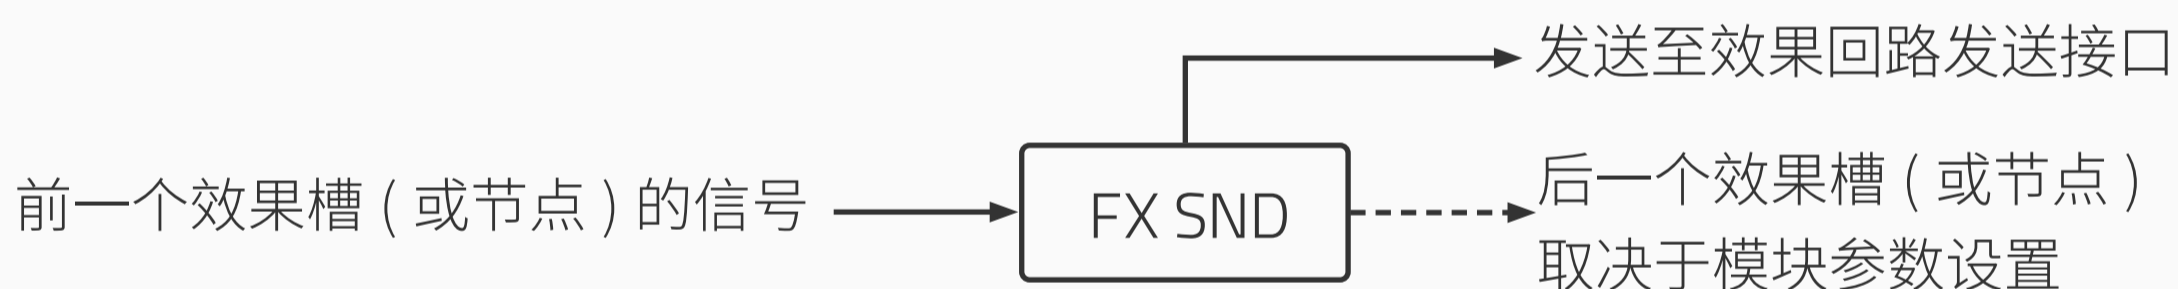 发送至效果回路发送接口
前一个效果槽(或节点)的信号
FX SND
后一个效果槽(或节点)
取决于模块参数设置